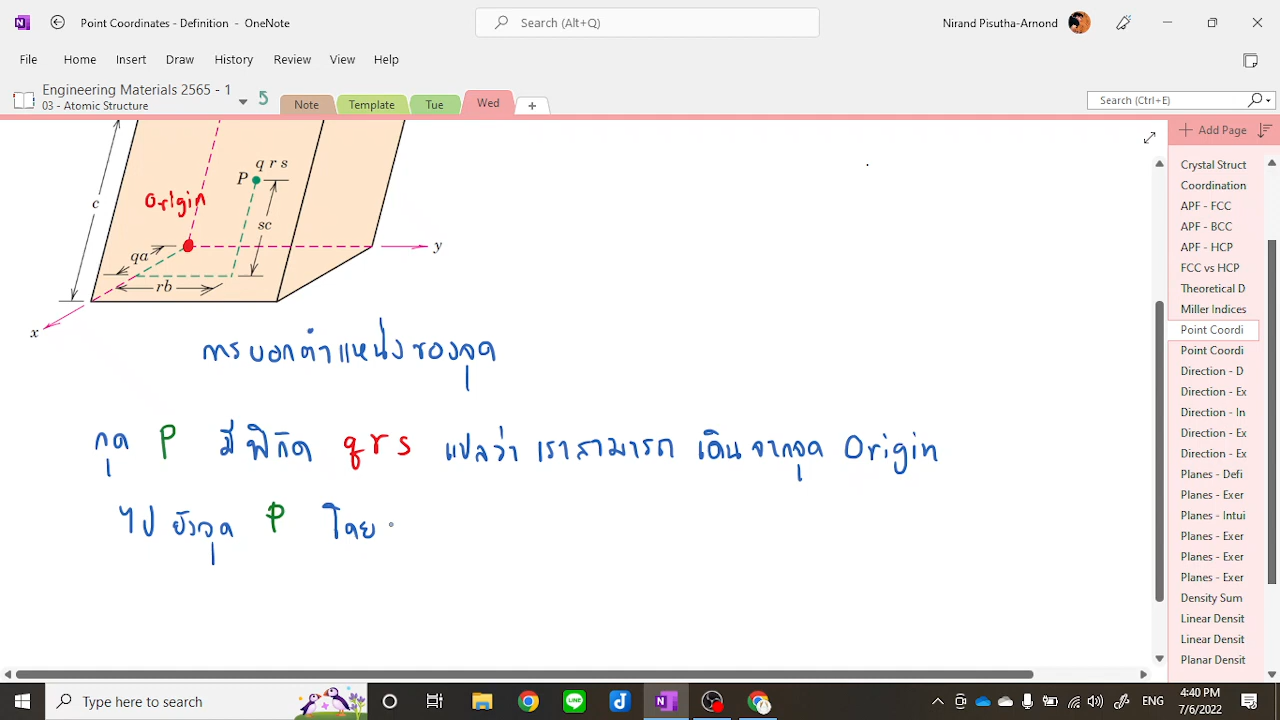 Point Coordinates - Definition - OneNote
Search (Alt+Q)
Nirand Pisutha-Arnond
File Home Insert Draw History Review View Help
Engineering Materials 2565 - 1
03 - Atomic Structure
Note Template Tue Wed
Search (Ctrl+E)
Add Page
Crystal Struct
Coordination
APF - FCC
APF - BCC
APF - HCP
FCC vs HCP
Theoretical D
Miller Indices
Point Coordi
Point Coordi
Direction - D
Direction - Ex
Direction - In
Direction - Ex
Direction - Ex
Planes - Defi
Planes - Exer
Planes - Intui
Planes - Exer
Planes - Exer
Planes - Exer
Density Sum
Linear Densit
Linear Densit
Planar Densit
q r s
P
Origin
c
sc
y
qa
rb
x
การบอกตำแหน่งของจุด
จุด P มีพิกัด q r s แปลว่า เราสามารถ เดินจากจุด Origin
ไปยังจุด P โดย
Type here to search
ENG
4:40 PM
7/6/2022